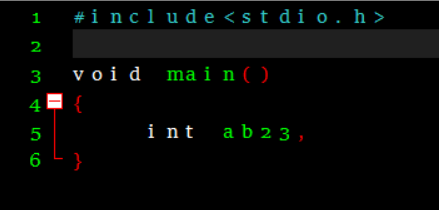 1 #include<stdio.h>
2
3 void main()
4 {
5 int ab23,
6 }